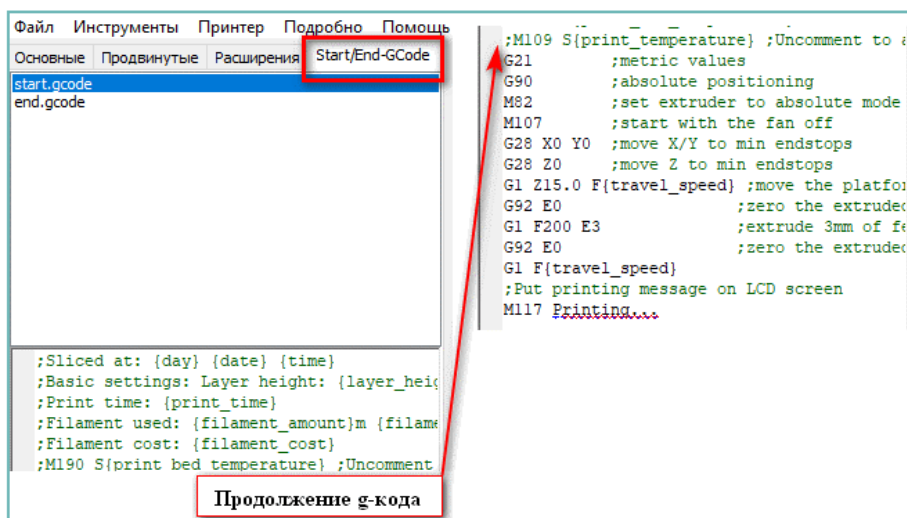 Файл Инструменты Принтер Подробно Помощь
Основные Продвинутые Расширения Start/End-GCode
start.gcode
end.gcode
;Sliced at: {day} {date} {time}
;Basic settings: Layer height: {layer_heig
;Print time: {print_time}
;Filament used: {filament_amount}m {filame
;Filament cost: {filament_cost}
;M190 S{print_bed_temperature} ;Uncomment
Продолжение g-кода
;M109 S{print_temperature} ;Uncomment to a
G21 ;metric values
G90 ;absolute positioning
M82 ;set extruder to absolute mode
M107 ;start with the fan off
G28 X0 Y0 ;move X/Y to min endstops
G28 Z0 ;move Z to min endstops
G1 Z15.0 F{travel_speed} ;move the platfor
G92 E0 ;zero the extruded
G1 F200 E3 ;extrude 3mm of fe
G92 E0 ;zero the extruded
G1 F{travel_speed}
;Put printing message on LCD screen
M117 Printing...